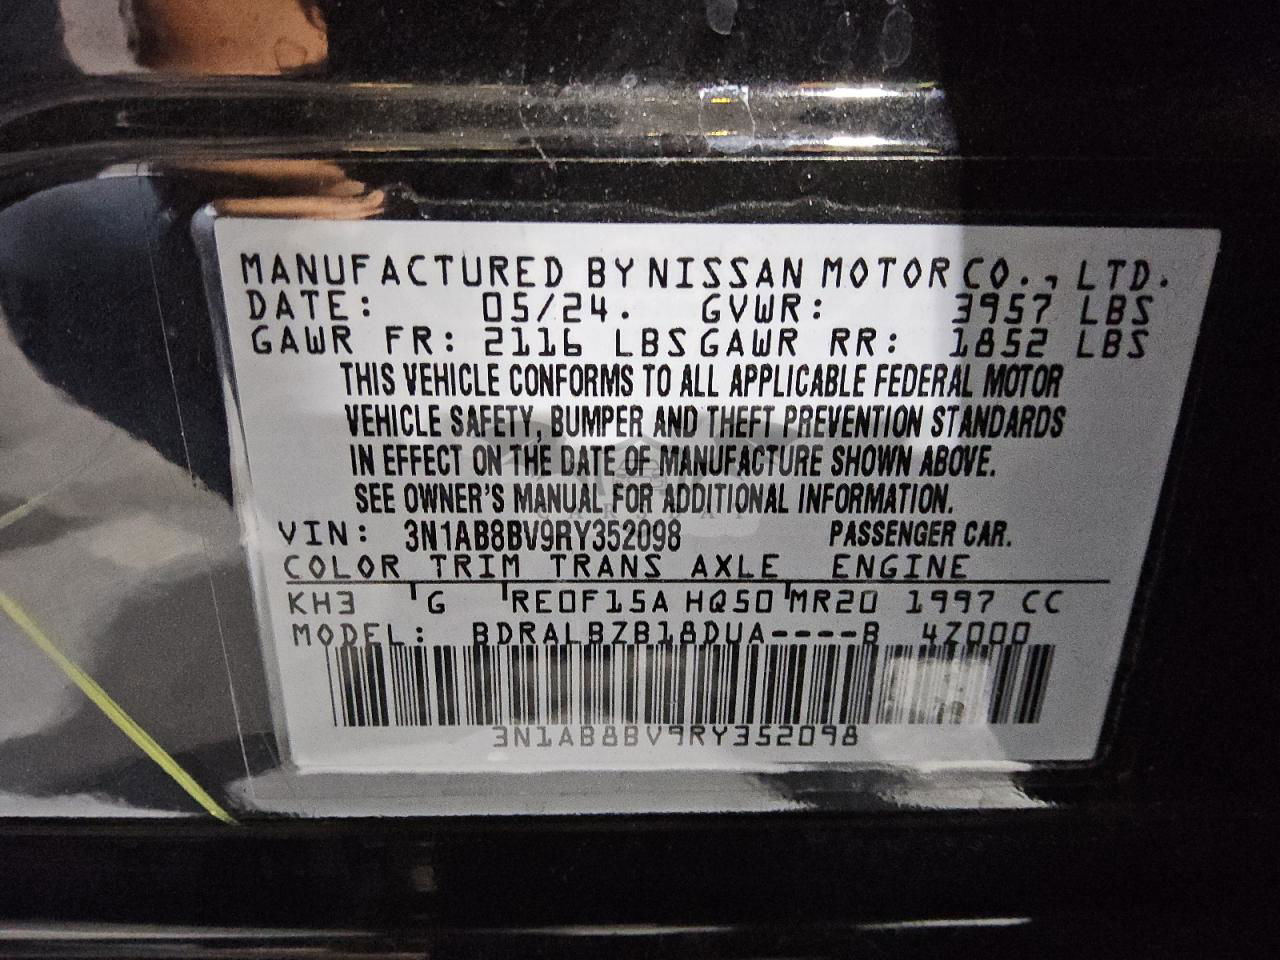 MANUFACTURED BY NISSAN MOTOR CO., LTD.
DATE: 05/24. GVWR: 3957 LBS
GAWR FR: 2116 LBS GAWR RR: 1852 LBS
THIS VEHICLE CONFORMS TO ALL APPLICABLE FEDERAL MOTOR
VEHICLE SAFETY, BUMPER AND THEFT PREVENTION STANDARDS
IN EFFECT ON THE DATE OF MANUFACTURE SHOWN ABOVE.
SEE OWNER'S MANUAL FOR ADDITIONAL INFORMATION.
VIN: 3N1AB8BV9RY352098 PASSENGER CAR.
COLOR TRIM TRANS AXLE ENGINE
KH3 G RE0F15A HQ50 MR20 1997 CC
MODEL: BDRALBZB18DUA----B 4Z000
3N1AB8BV9RY352098